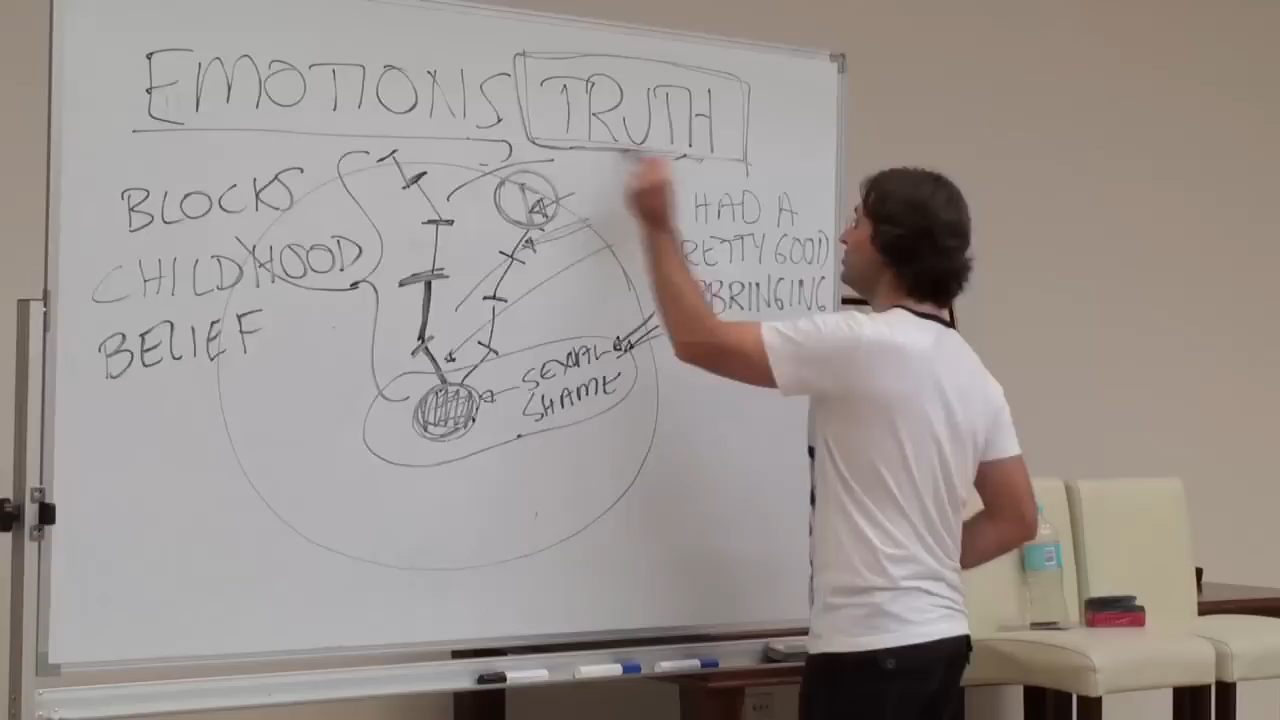 EMOTIONS TRUTH
BLOCKS
CHILDHOOD
BELIEF
HAD A
RETTY GOOD
BRINGING
SEXUAL
SHAME